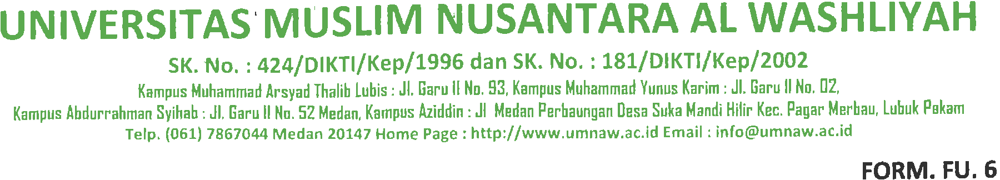 UNIVERSITAS MUSLIM NUSANTARA AL WASHLIYAH
SK. No. : 424/DIKTI/Kep/1996 dan SK. No. : 181/DIKTI/Kep/2002
Kampus Muhammad Arsyad Thalib Lubis : Jl. Garu II No. 93, Kampus Muhammad Yunus Karim : Jl. Garu II No. 02,
Kampus Abdurrahman Syihab : Jl. Garu II No. 52 Medan, Kampus Aziddin : Jl Medan Perbaungan Desa Suka Mandi Hilir Kec. Pagar Merbau, Lubuk Pakam
Telp. (061) 7867044 Medan 20147 Home Page : http://www.umnaw.ac.id Email : info@umnaw.ac.id
FORM. FU. 6